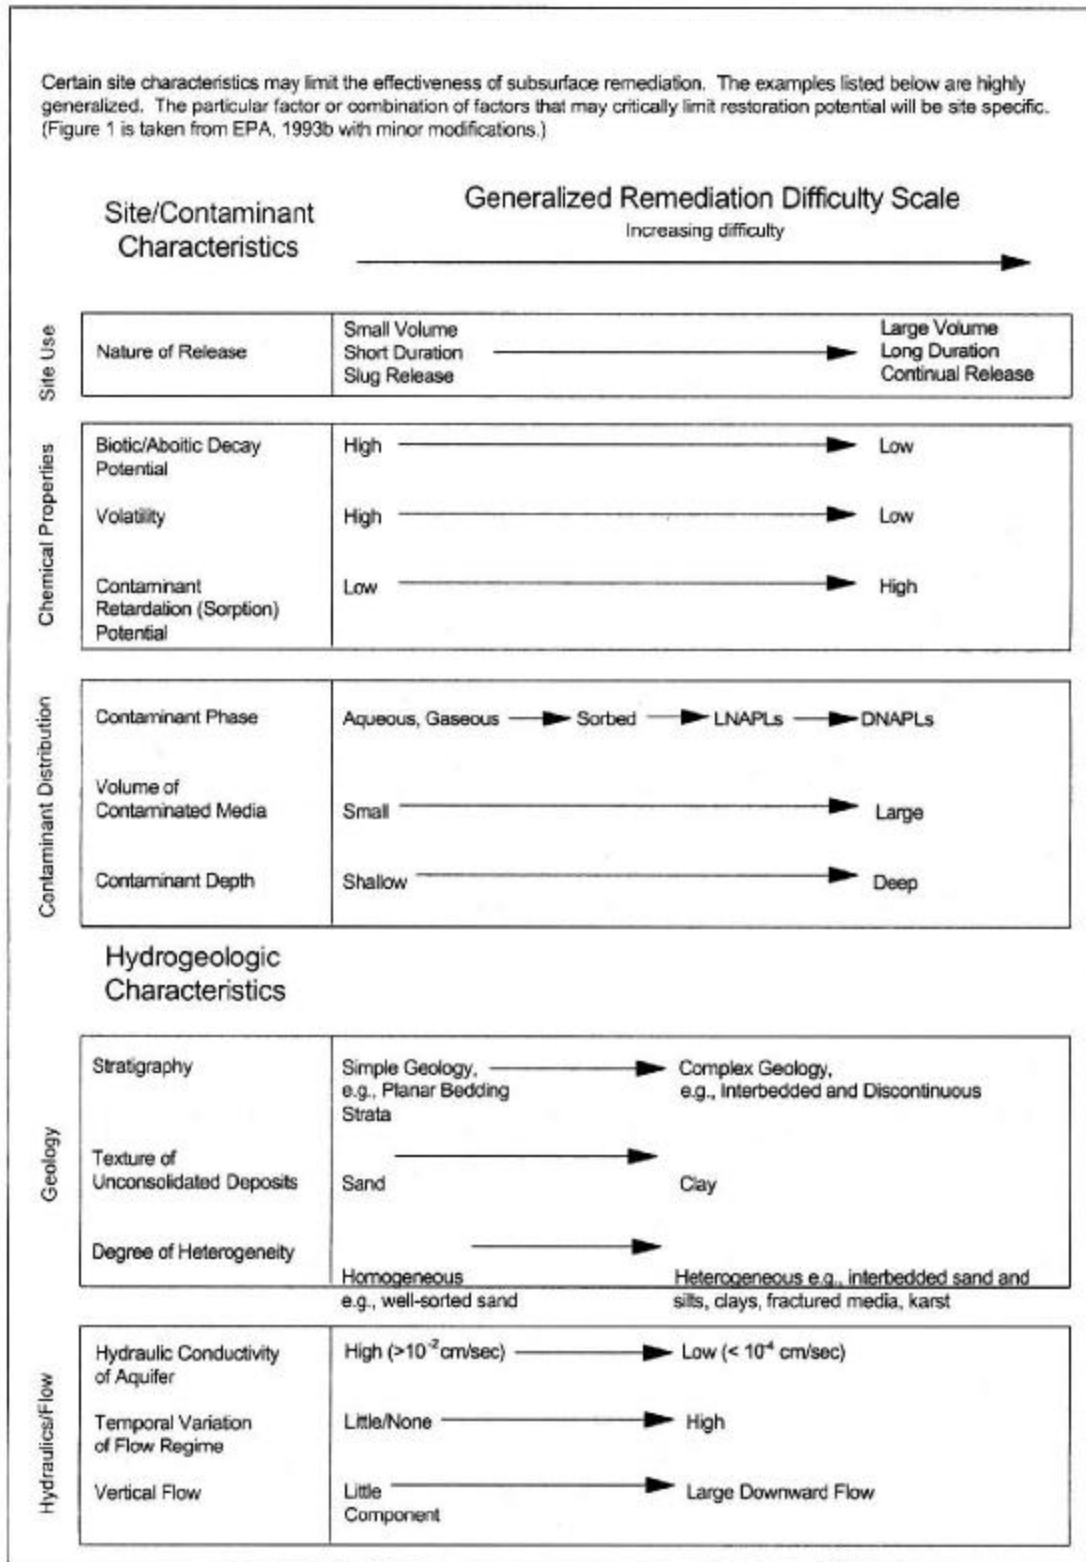 Certain site characteristics may limit the effectiveness of subsurface remediation. The examples listed below are highly
generalized. The particular factor or combination of factors that may critically limit restoration potential will be site specific.
(Figure 1 is taken from EPA, 1993b with minor modifications.)
Site/Contaminant
Characteristics
Generalized Remediation Difficulty Scale
Increasing difficulty
Site Use
Nature of Release
Small Volume
Short Duration
Slug Release
Large Volume
Long Duration
Continual Release
Chemical Properties
Biotic/Aboitic Decay
Potential
High
Low
Volatility
High
Low
Contaminant
Retardation (Sorption)
Potential
Low
High
Contaminant Distribution
Contaminant Phase
Aqueous, Gaseous
Sorbed
LNAPLs
DNAPLs
Volume of
Contaminated Media
Small
Large
Contaminant Depth
Shallow
Deep
Hydrogeologic
Characteristics
Geology
Stratigraphy
Simple Geology,
e.g., Planar Bedding
Strata
Complex Geology,
e.g., Interbedded and Discontinuous
Texture of
Unconsolidated Deposits
Sand
Clay
Degree of Heterogeneity
Homogeneous
e.g., well-sorted sand
Heterogeneous e.g., interbedded sand and
silts, clays, fractured media, karst
Hydraulics/Flow
Hydraulic Conductivity
of Aquifer
High (>10⁻² cm/sec)
Low (< 10⁻⁴ cm/sec)
Temporal Variation
of Flow Regime
Little/None
High
Vertical Flow
Little
Component
Large Downward Flow